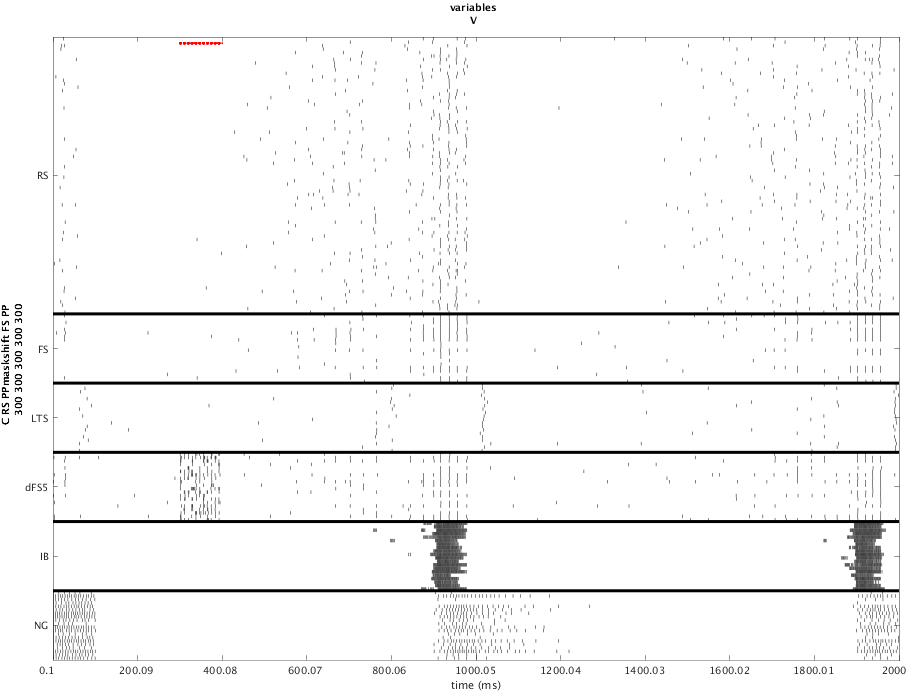 variables
V
RS
FS
LTS
dFS5
IB
NG
C RS PPmaskshift FS PP
300 300 300 300 300
0.1 200.09 400.08 600.07 800.06 1000.05 1200.04 1400.03 1600.02 1800.01 2000
time (ms)